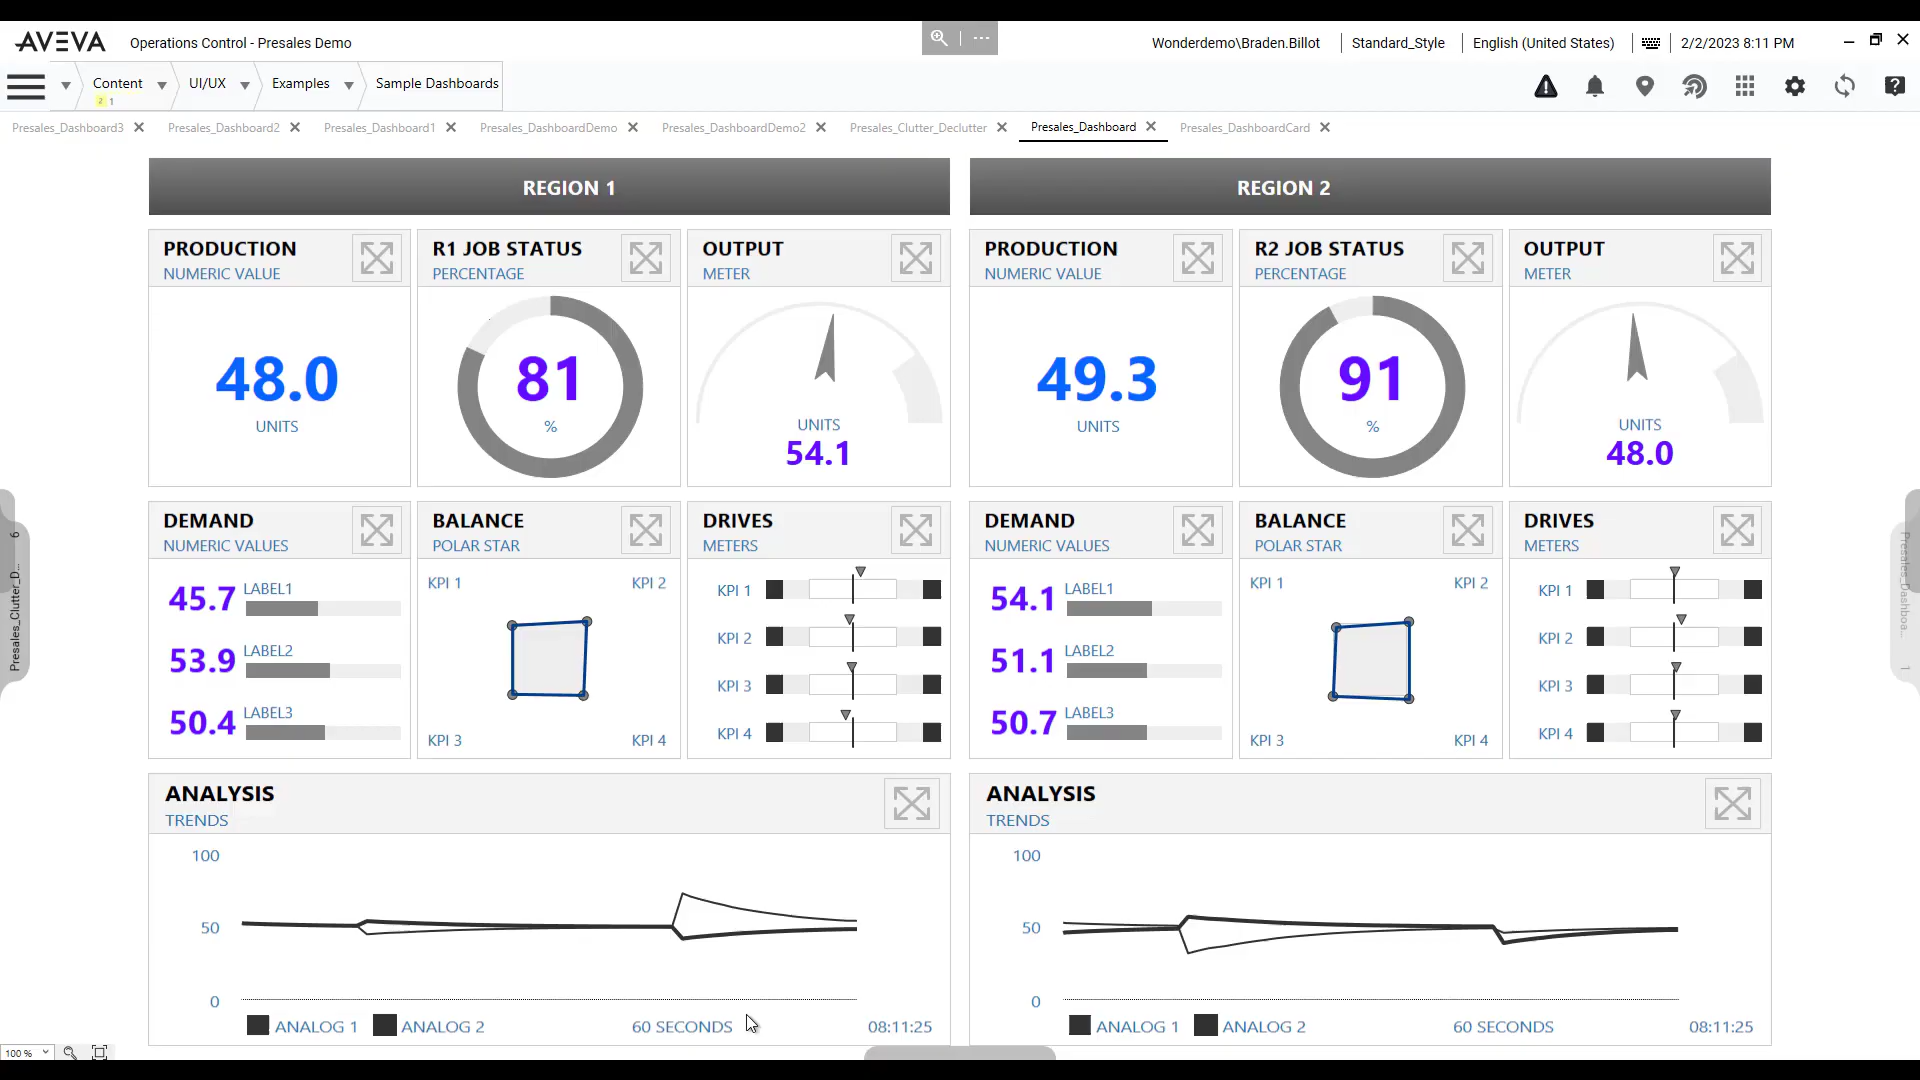 AVEVA Operations Control - Presales Demo Wonderdemo\Braden.Billot Standard_Style English (United States) 2/2/2023 8:11 PM
Content UI/UX Examples Sample Dashboards
2 1
Presales_Dashboard3 Presales_Dashboard2 Presales_Dashboard1 Presales_DashboardDemo Presales_DashboardDemo2 Presales_Clutter_Declutter Presales_Dashboard Presales_DashboardCard
REGION 1
PRODUCTION R1 JOB STATUS OUTPUT
NUMERIC VALUE PERCENTAGE METER
48.0 81
UNITS % UNITS
54.1
DEMAND BALANCE DRIVES
NUMERIC VALUES POLAR STAR METERS
45.7 LABEL1 KPI 1 KPI 2 KPI 1
KPI 2
53.9 LABEL2
KPI 3
50.4 LABEL3 KPI 3 KPI 4 KPI 4
ANALYSIS
TRENDS
100
50
0
ANALOG 1 ANALOG 2 60 SECONDS 08:11:25
REGION 2
PRODUCTION R2 JOB STATUS OUTPUT
NUMERIC VALUE PERCENTAGE METER
49.3 91
UNITS % UNITS
48.0
DEMAND BALANCE DRIVES
NUMERIC VALUES POLAR STAR METERS
54.1 LABEL1 KPI 1 KPI 2 KPI 1
KPI 2
51.1 LABEL2
KPI 3
50.7 LABEL3 KPI 3 KPI 4 KPI 4
ANALYSIS
TRENDS
100
50
0
ANALOG 1 ANALOG 2 60 SECONDS 08:11:25
Presales_Clutter_D... 6
Presales_Dashboa... 1
100 %